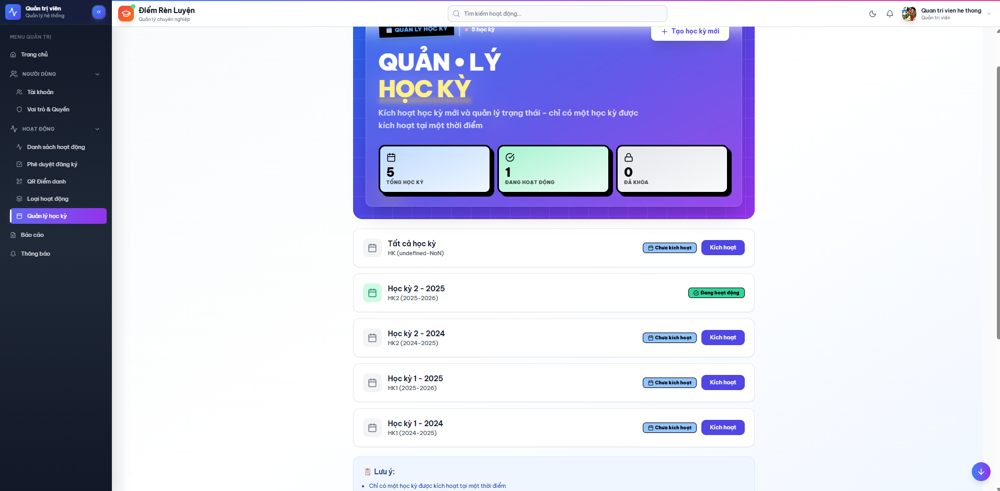 Quản trị viên
Quản lý hệ thống
«
Điểm Rèn Luyện
Quản lý chuyên nghiệp
Tìm kiếm hoạt động...
Quan tri vien he thong
Quản trị viên
MENU QUẢN TRỊ
Trang chủ
NGƯỜI DÙNG
Tài khoản
Vai trò & Quyền
HOẠT ĐỘNG
Danh sách hoạt động
Phê duyệt đăng ký
QR Điểm danh
Loại hoạt động
Quản lý học kỳ
Báo cáo
Thông báo
QUẢN LÝ HỌC KỲ
5 học kỳ
+ Tạo học kỳ mới
QUẢN • LÝ
HỌC KỲ
Kích hoạt học kỳ mới và quản lý trạng thái - chỉ có một học kỳ được
kích hoạt tại một thời điểm
5
TỔNG HỌC KỲ
1
ĐANG HOẠT ĐỘNG
0
ĐÃ KHÓA
Tất cả học kỳ
HK (undefined-NaN)
Chưa kích hoạt
Kích hoạt
Học kỳ 2 - 2025
HK2 (2025-2026)
Đang hoạt động
Học kỳ 2 - 2024
HK2 (2024-2025)
Chưa kích hoạt
Kích hoạt
Học kỳ 1 - 2025
HK1 (2025-2026)
Chưa kích hoạt
Kích hoạt
Học kỳ 1 - 2024
HK1 (2024-2025)
Chưa kích hoạt
Kích hoạt
📋 Lưu ý:
• Chỉ có một học kỳ được kích hoạt tại một thời điểm